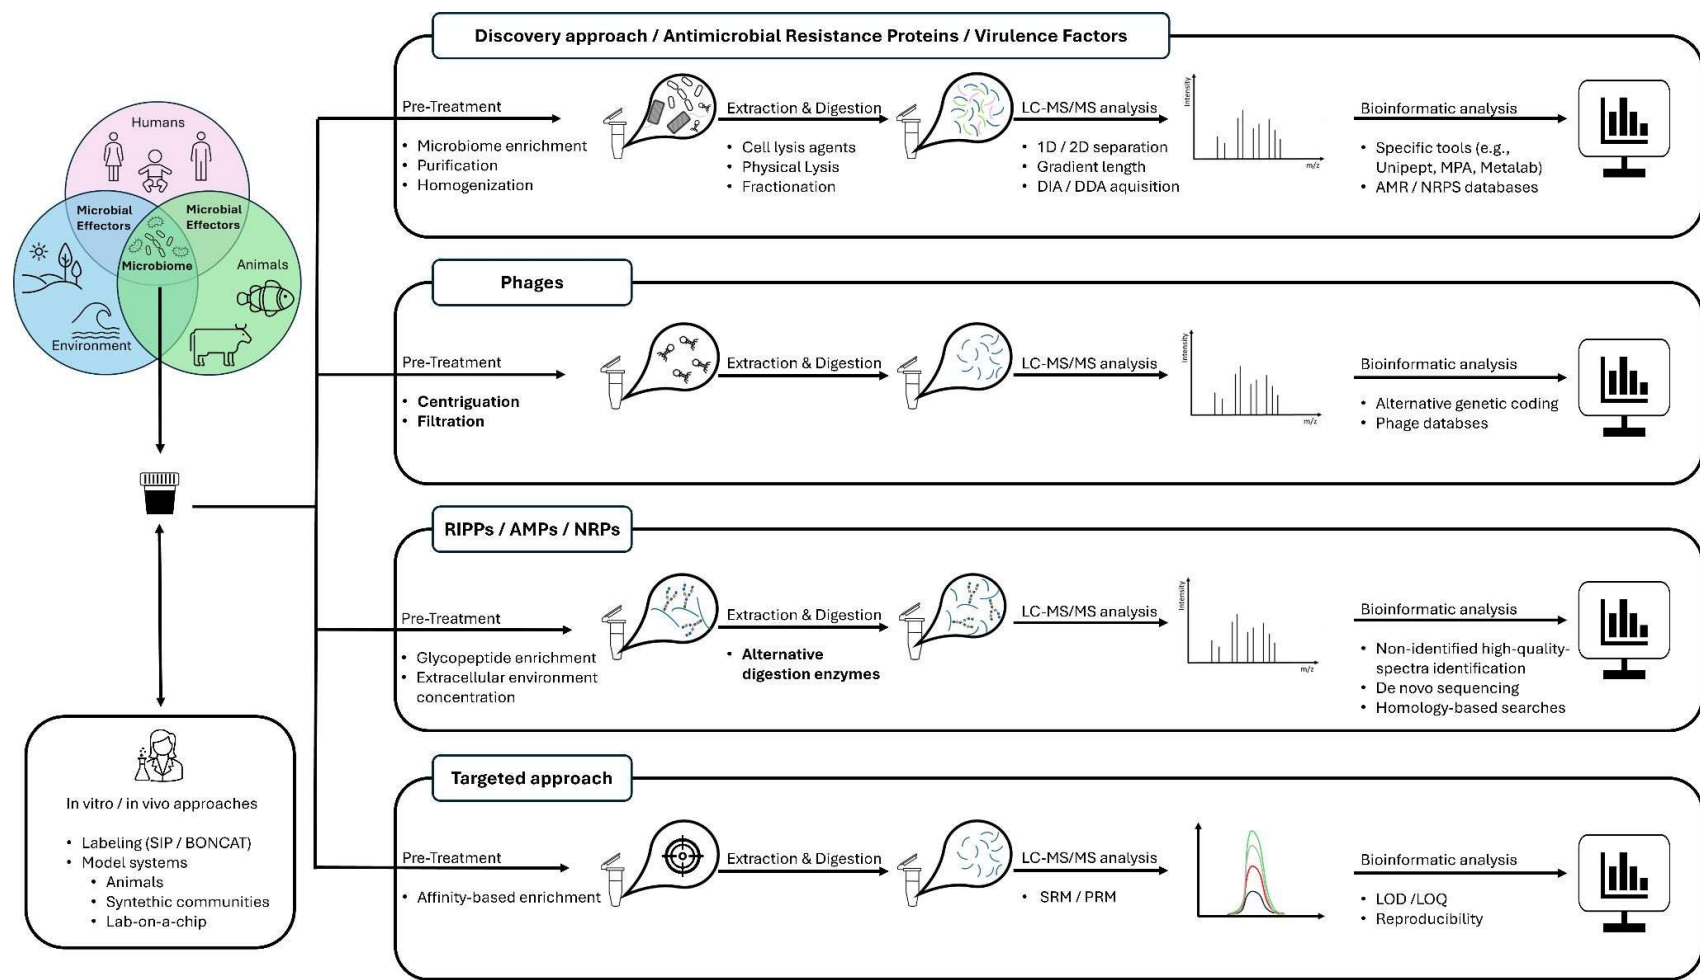 Humans
Microbial
Effectors
Microbial
Effectors
Microbiome
Animals
Environment
In vitro / in vivo approaches
• Labeling (SIP / BONCAT)
• Model systems
• Animals
• Syntethic communities
• Lab-on-a-chip
Discovery approach / Antimicrobial Resistance Proteins / Virulence Factors
Pre-Treatment
• Microbiome enrichment
• Purification
• Homogenization
Extraction & Digestion
• Cell lysis agents
• Physical Lysis
• Fractionation
LC-MS/MS analysis
• 1D / 2D separation
• Gradient length
• DIA / DDA aquisition
Intensity
m/z
Bioinformatic analysis
• Specific tools (e.g.,
Unipept, MPA, Metalab)
• AMR / NRPS databases
Phages
Pre-Treatment
• Centriguation
• Filtration
Extraction & Digestion
LC-MS/MS analysis
Intensity
m/z
Bioinformatic analysis
• Alternative genetic coding
• Phage databses
RIPPs / AMPs / NRPs
Pre-Treatment
• Glycopeptide enrichment
• Extracellular environment
concentration
Extraction & Digestion
• Alternative
digestion enzymes
LC-MS/MS analysis
Intensity
m/z
Bioinformatic analysis
• Non-identified high-quality-
spectra identification
• De novo sequencing
• Homology-based searches
Targeted approach
Pre-Treatment
• Affinity-based enrichment
Extraction & Digestion
LC-MS/MS analysis
• SRM / PRM
Bioinformatic analysis
• LOD /LOQ
• Reproducibility